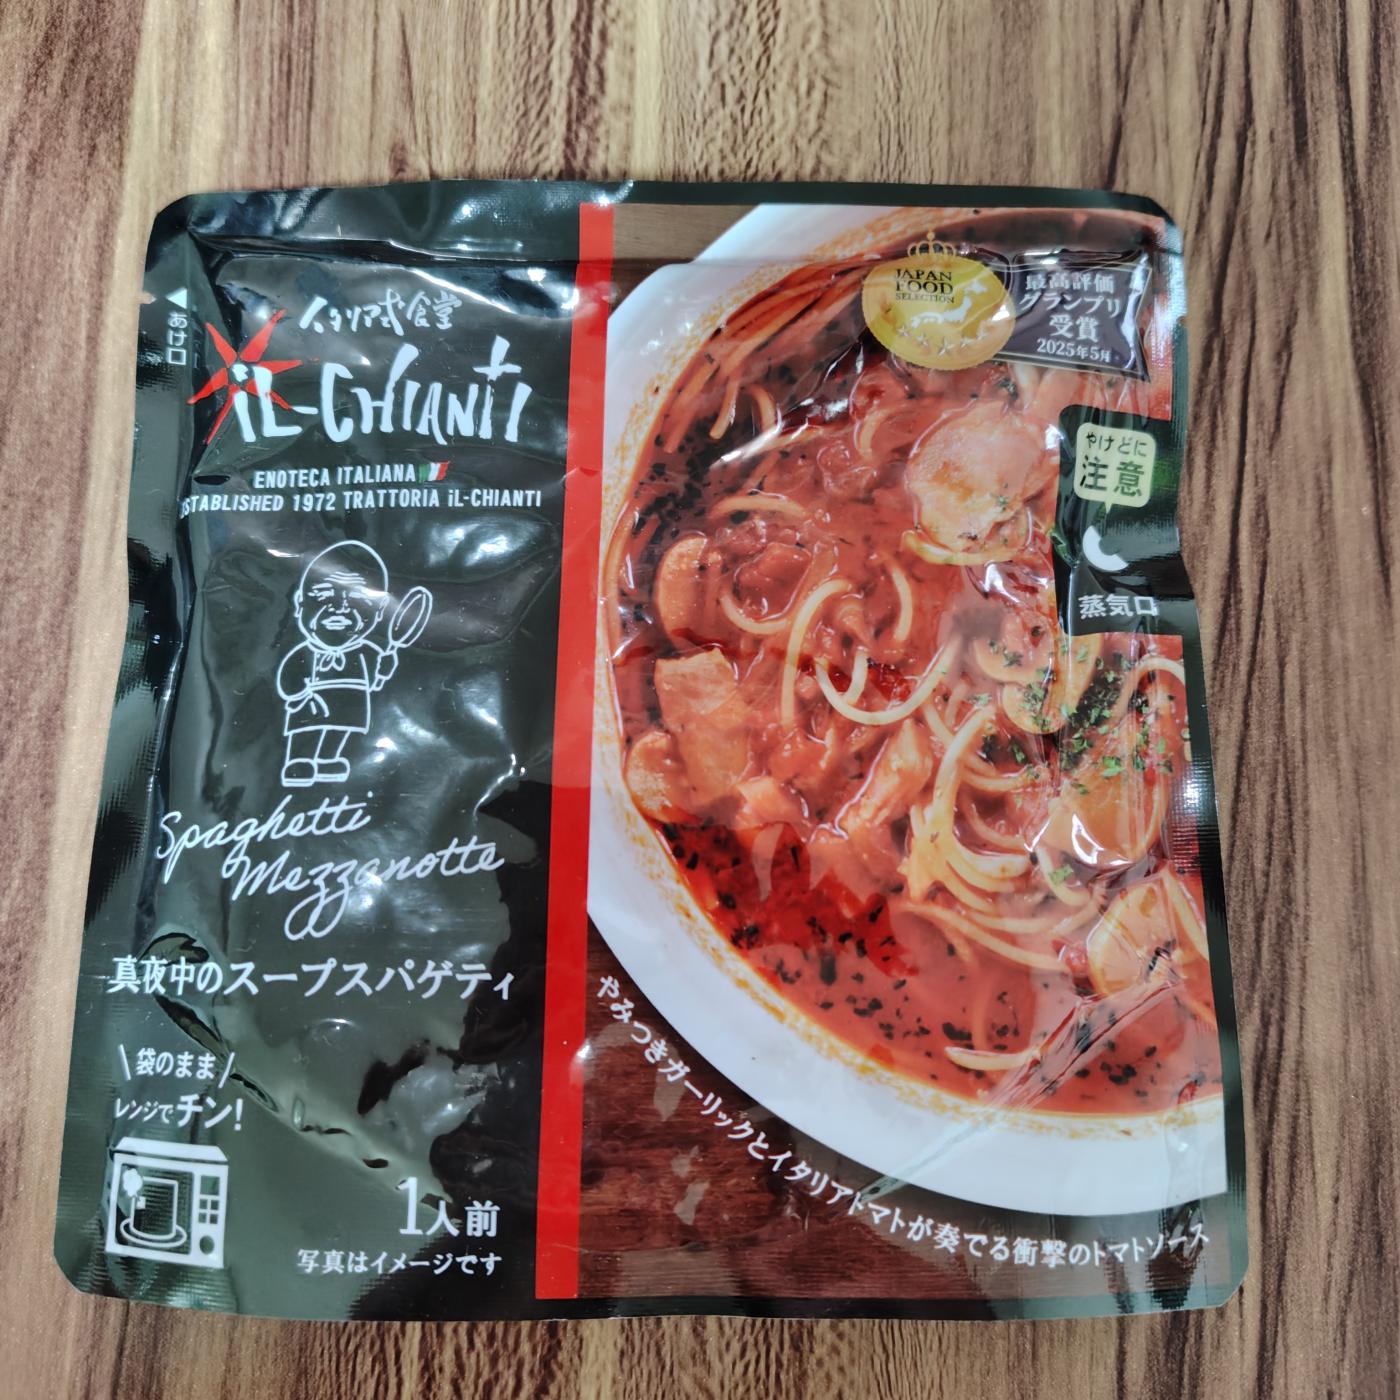 あけ口
イタリア式食堂
iL-CHIANTI
ENOTECA ITALIANA
ESTABLISHED 1972 TRATTORIA iL-CHIANTI
Spaghetti
Mezzanotte
真夜中のスープスパゲティ
袋のまま
レンジでチン!
1人前
写真はイメージです
JAPAN
FOOD
SELECTION
最高評価
グランプリ
受賞
2025年5月
やけどに
注意
蒸気口
やみつきガーリックとイタリアトマトが奏でる衝撃のトマトソース